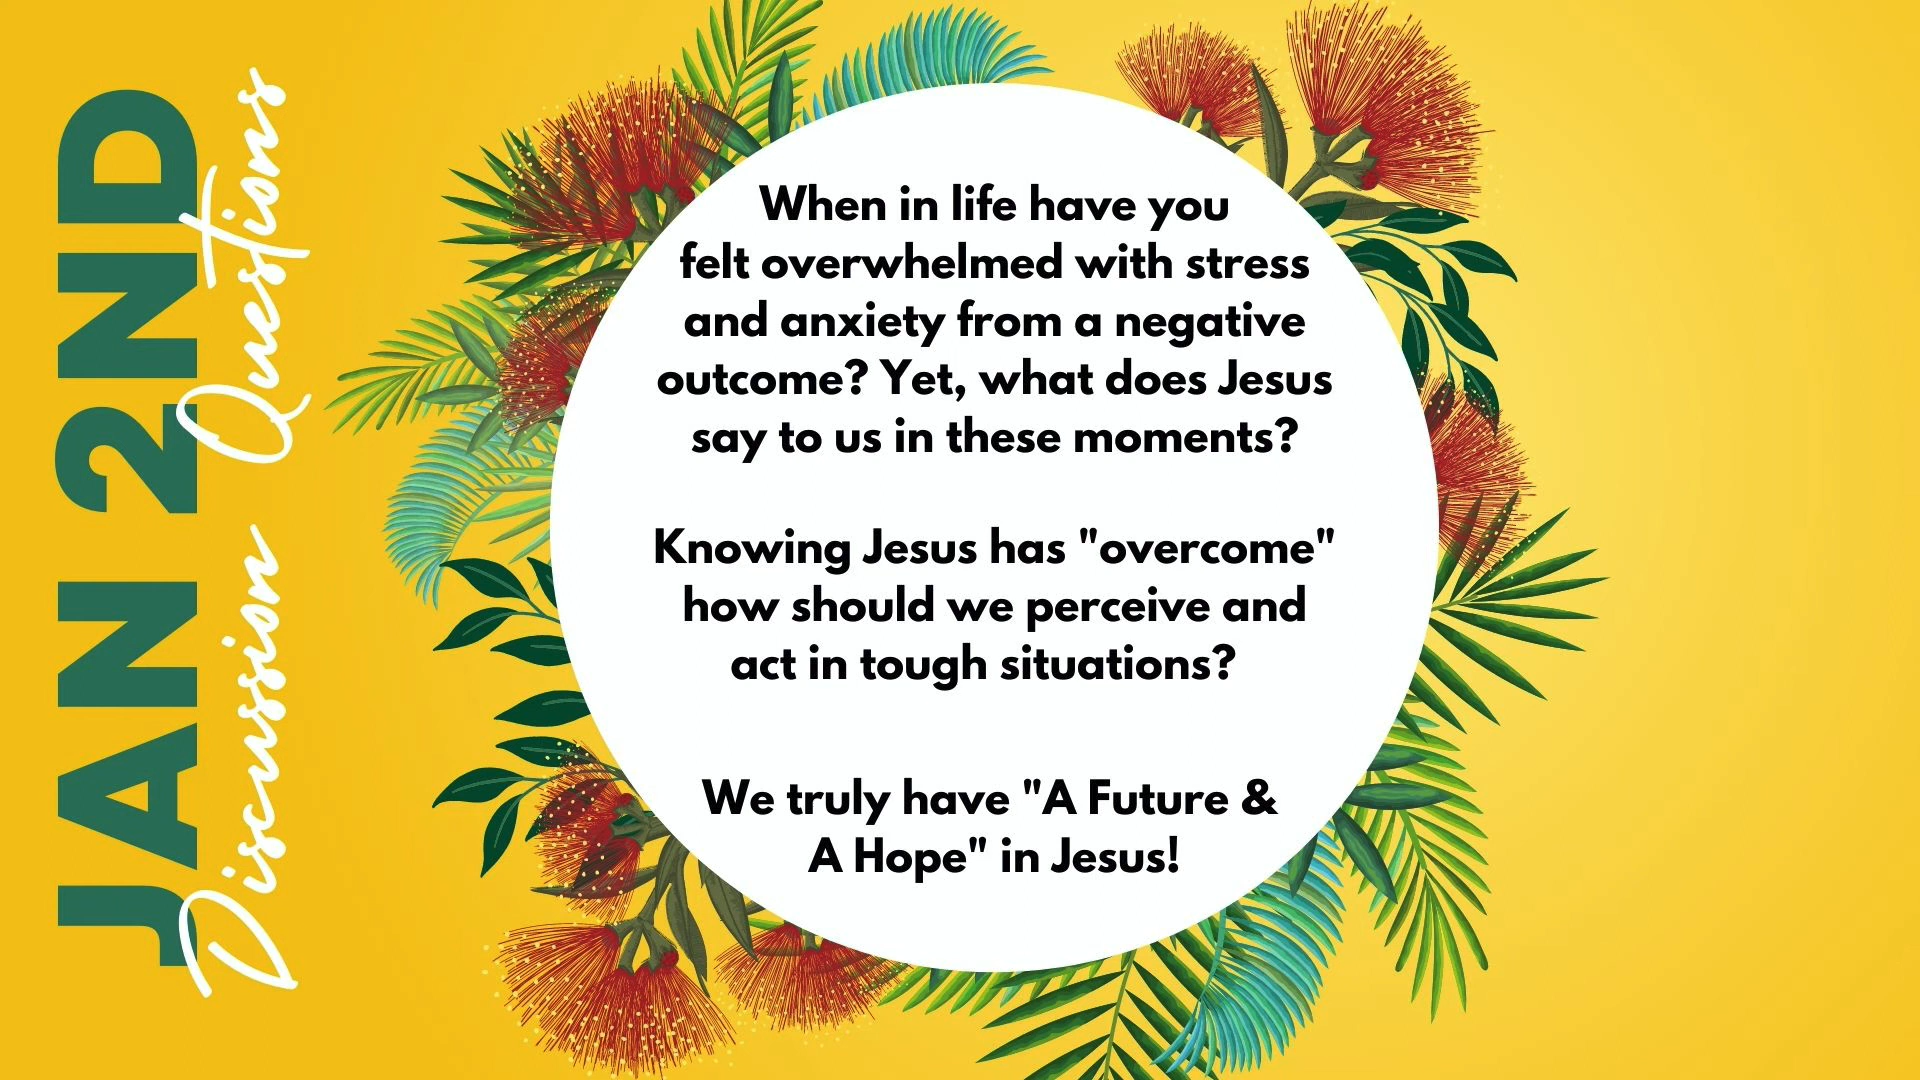 JAN 2ND
Discussion Questions
When in life have you
felt overwhelmed with stress
and anxiety from a negative
outcome? Yet, what does Jesus
say to us in these moments?
Knowing Jesus has "overcome"
how should we perceive and
act in tough situations?
We truly have "A Future &
A Hope" in Jesus!